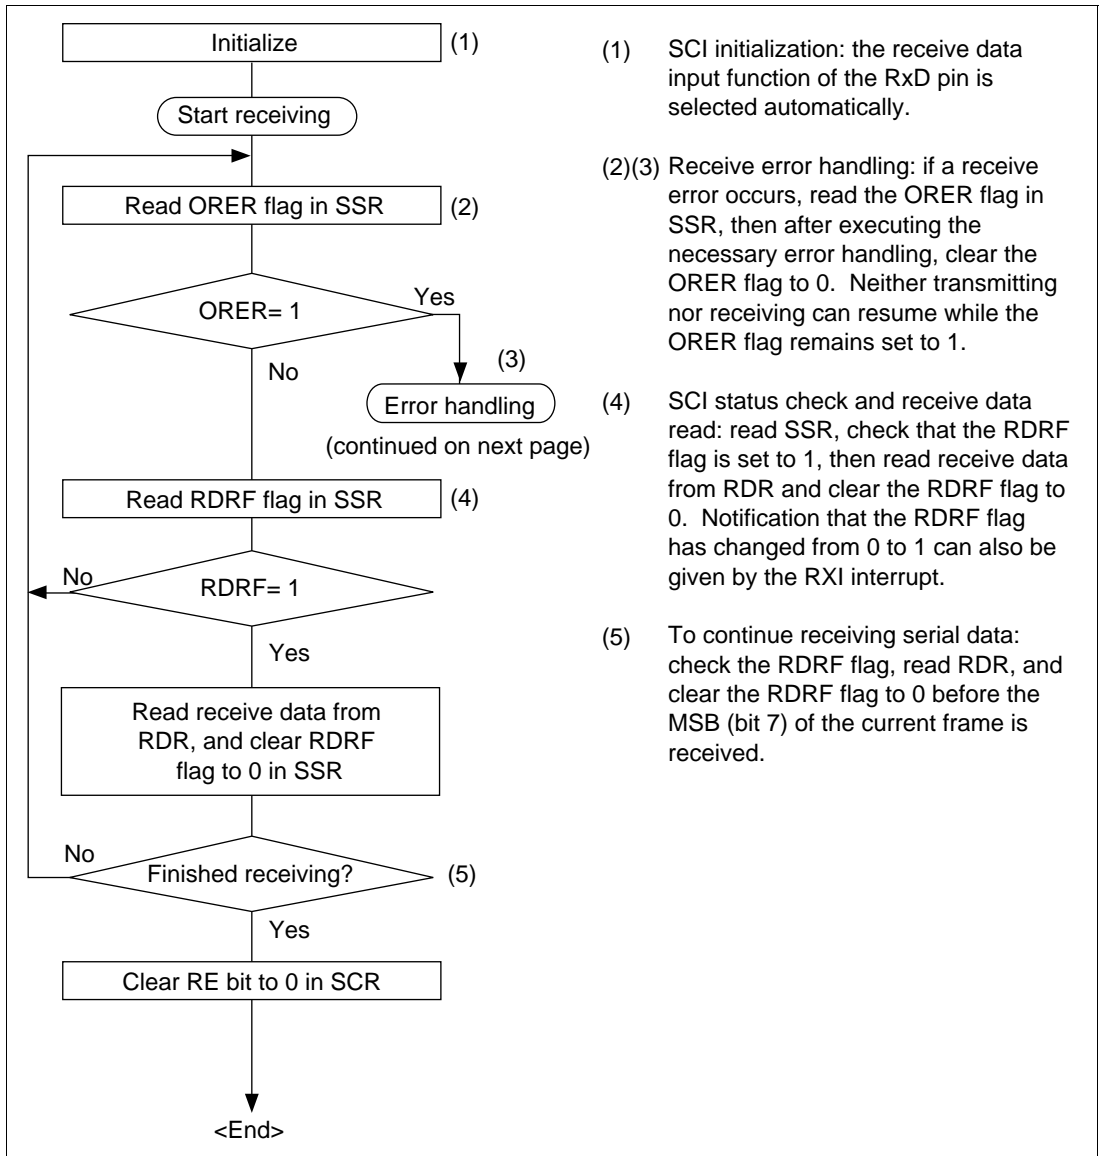 Initialize
(1)
Start receiving
Read ORER flag in SSR
(2)
ORER= 1
Yes
No
(3)
Error handling
(continued on next page)
Read RDRF flag in SSR
(4)
RDRF= 1
No
Yes
Read receive data from
RDR, and clear RDRF
flag to 0 in SSR
Finished receiving?
(5)
No
Yes
Clear RE bit to 0 in SCR
<End>
(1) SCI initialization: the receive data
input function of the RxD pin is
selected automatically.
(2)(3) Receive error handling: if a receive
error occurs, read the ORER flag in
SSR, then after executing the
necessary error handling, clear the
ORER flag to 0. Neither transmitting
nor receiving can resume while the
ORER flag remains set to 1.
(4) SCI status check and receive data
read: read SSR, check that the RDRF
flag is set to 1, then read receive data
from RDR and clear the RDRF flag to
0. Notification that the RDRF flag
has changed from 0 to 1 can also be
given by the RXI interrupt.
(5) To continue receiving serial data:
check the RDRF flag, read RDR, and
clear the RDRF flag to 0 before the
MSB (bit 7) of the current frame is
received.